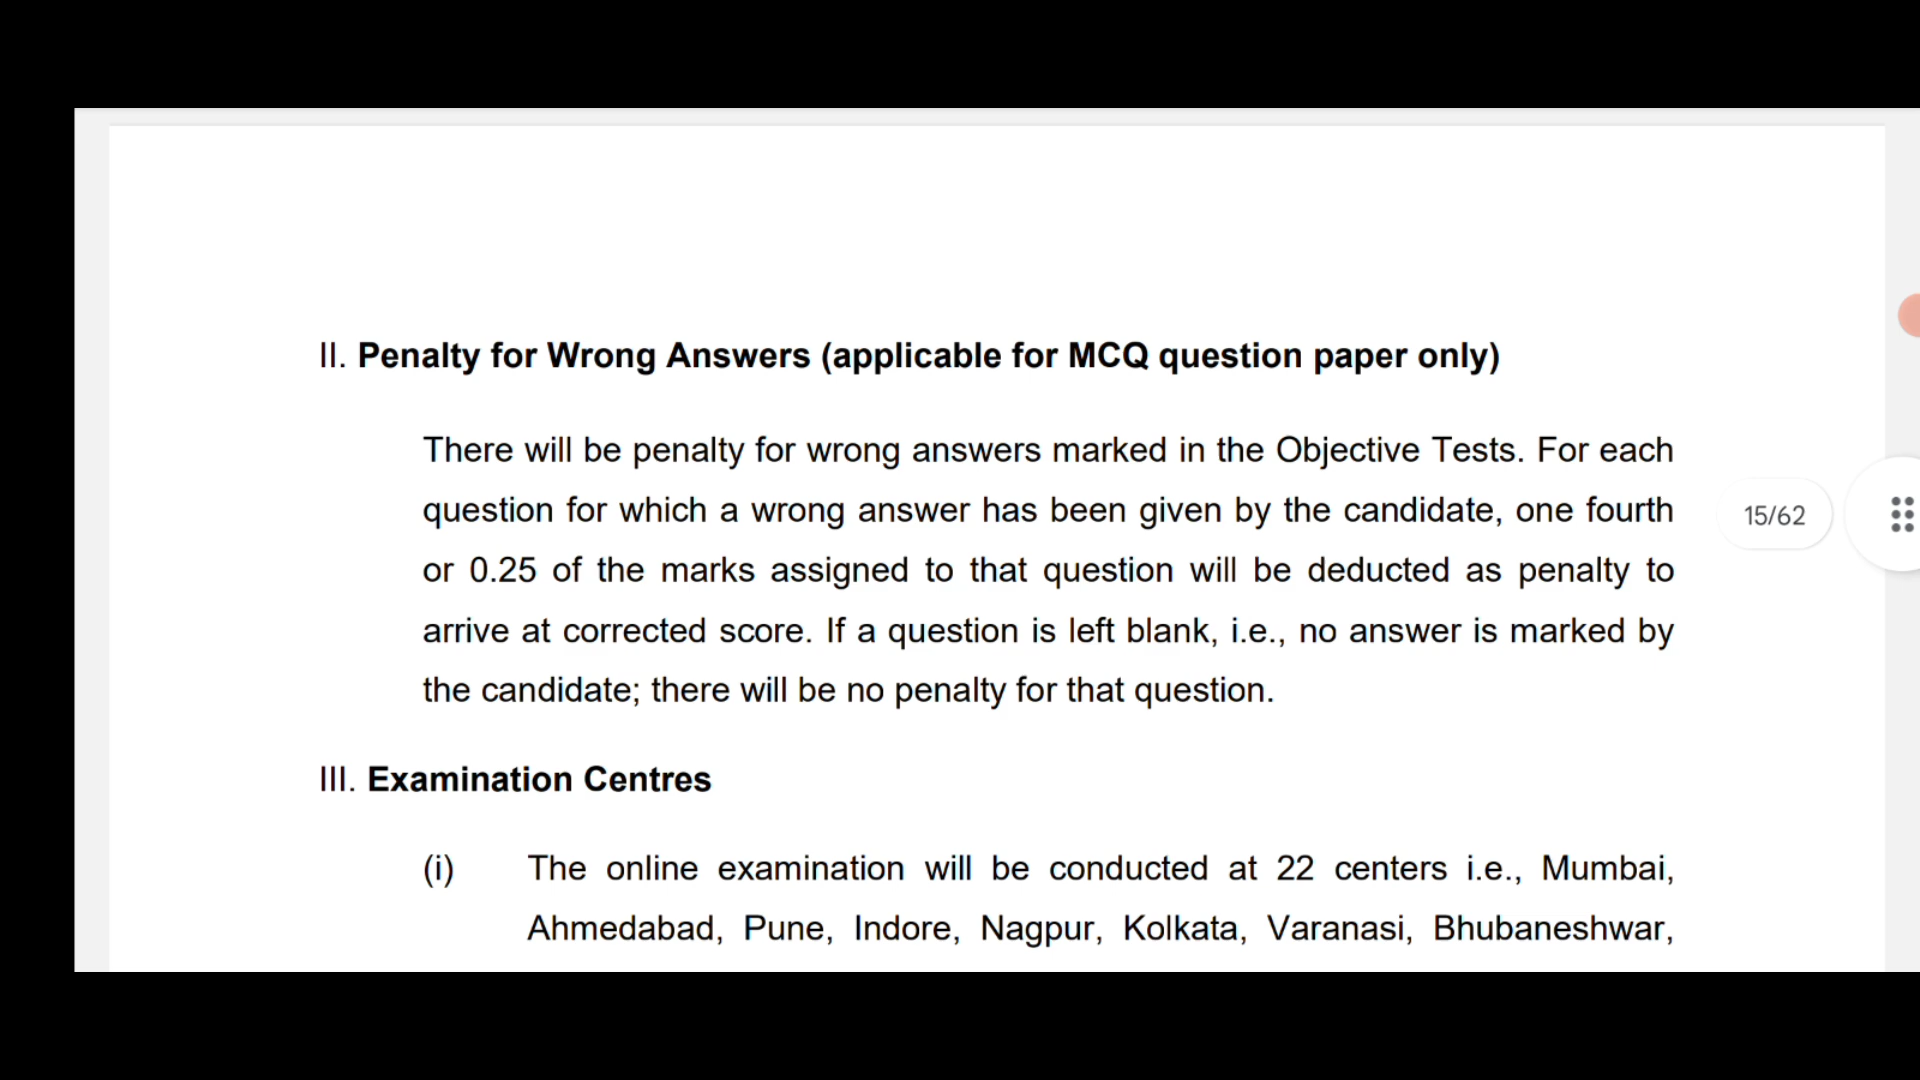 II. Penalty for Wrong Answers (applicable for MCQ question paper only)
There will be penalty for wrong answers marked in the Objective Tests. For each
question for which a wrong answer has been given by the candidate, one fourth
or 0.25 of the marks assigned to that question will be deducted as penalty to
arrive at corrected score. If a question is left blank, i.e., no answer is marked by
the candidate; there will be no penalty for that question.
15/62
III. Examination Centres
(i) The online examination will be conducted at 22 centers i.e., Mumbai,
Ahmedabad, Pune, Indore, Nagpur, Kolkata, Varanasi, Bhubaneshwar,